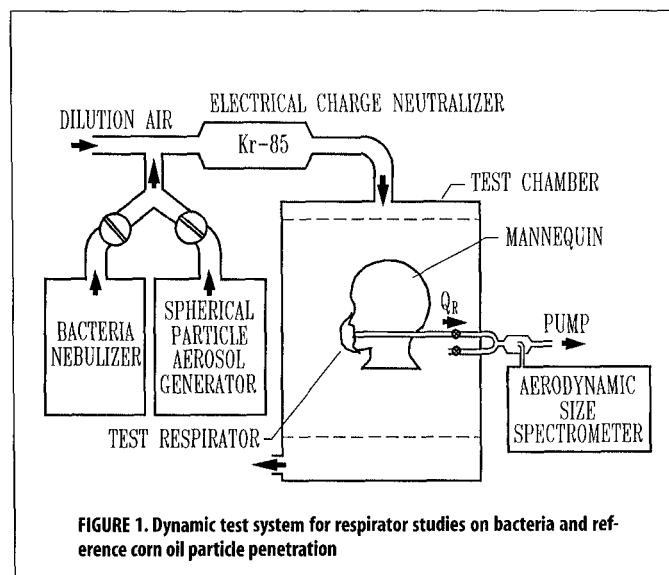 ELECTRICAL CHARGE NEUTRALIZER
DILUTION AIR
Kr-85
TEST CHAMBER
MANNEQUIN
Q_R
PUMP
BACTERIA
NEBULIZER
SPHERICAL
PARTICLE
AEROSOL
GENERATOR
AERODYNAMIC
SIZE
SPECTROMETER
TEST RESPIRATOR
FIGURE 1. Dynamic test system for respirator studies on bacteria and ref-
erence corn oil particle penetration